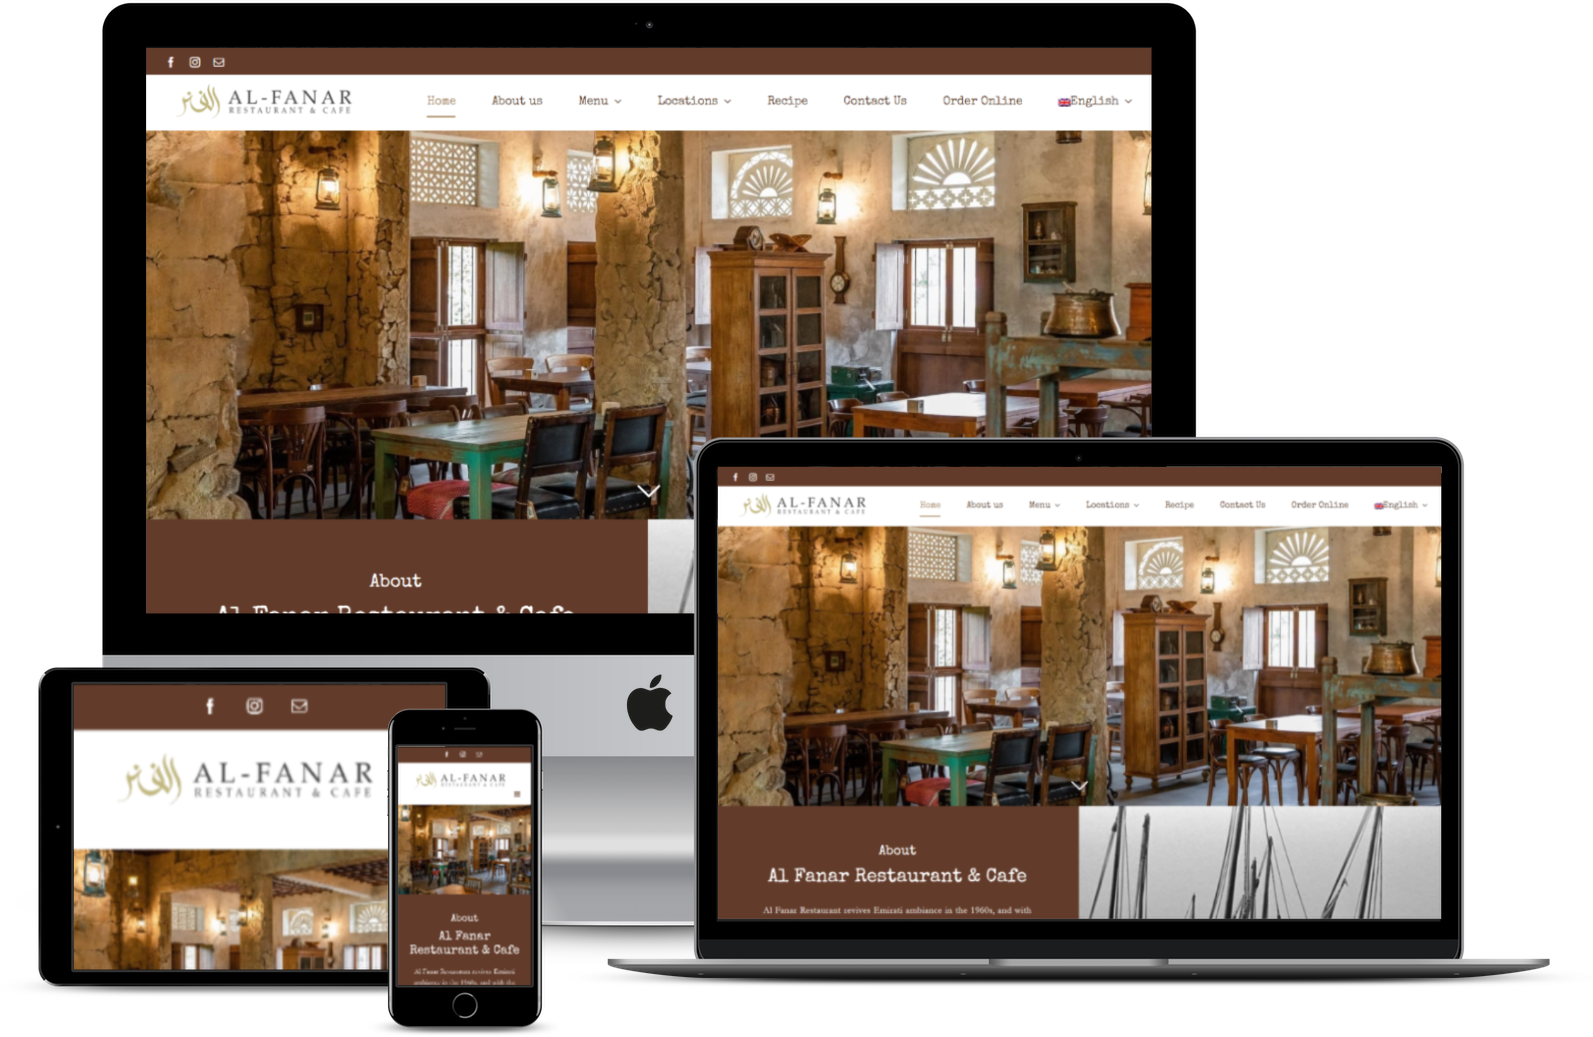 الفنر AL-FANAR
RESTAURANT & CAFE
Home About us Menu Locations Recipe Contact Us Order Online English
About
Al Fanar Restaurant & Cafe
الفنر AL-FANAR
RESTAURANT & CAFE
Home About us Menu Locations Recipe Contact Us Order Online English
About
Al Fanar Restaurant & Cafe
Al Fanar Restaurant revives Emirati ambiance in the 1960s, and with
الفنر AL-FANAR
RESTAURANT & CAFE
الفنر AL-FANAR
RESTAURANT & CAFE
About
Al Fanar
Restaurant & Cafe
Al Fanar Restaurant revives Emirati
ambiance in the 1960s, and with the